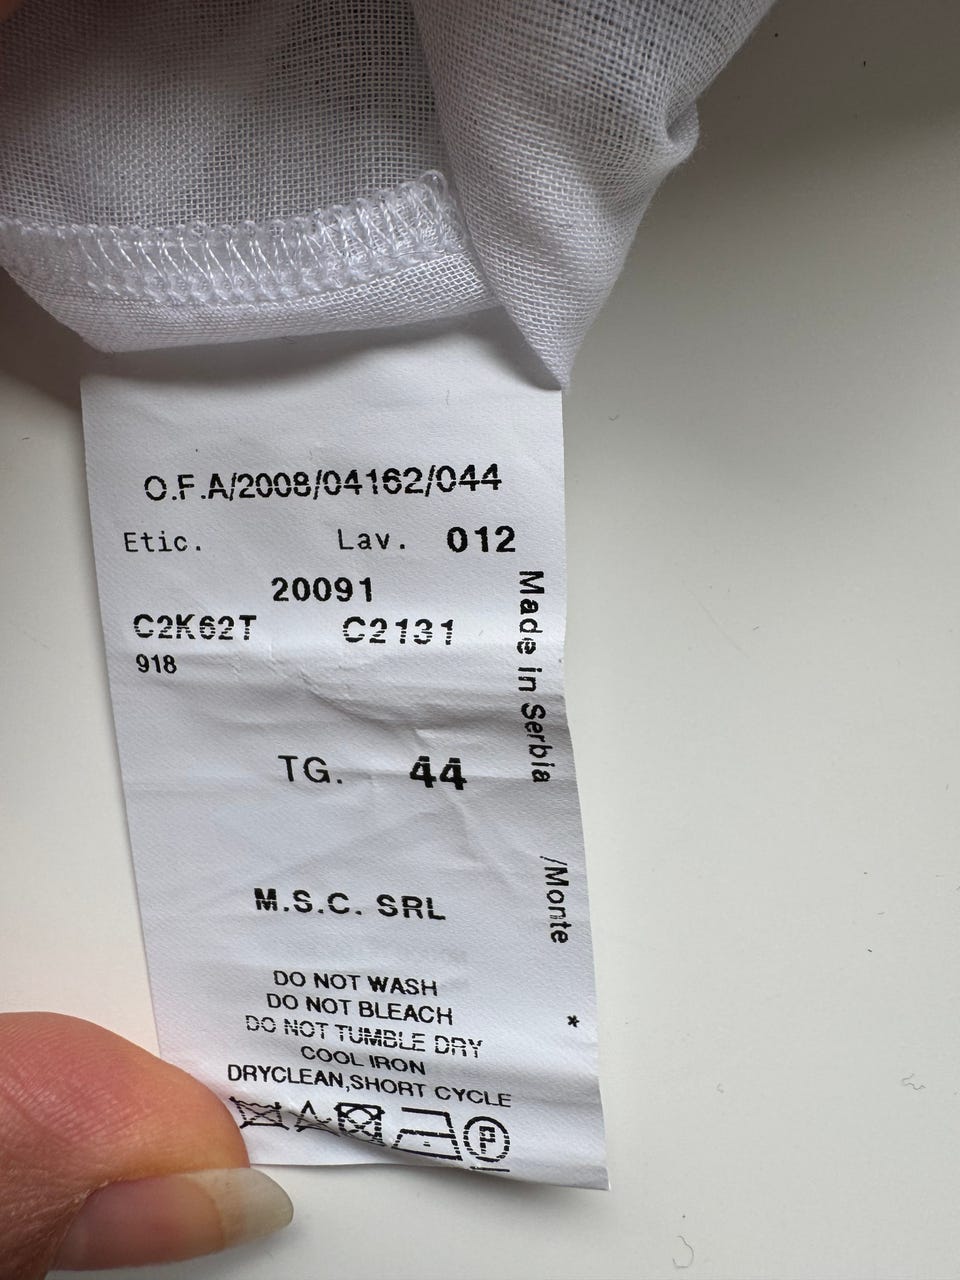 O.F.A/2008/04162/044
Etic. Lav. 012
20091
C2K62T C2131
918
TG. 44
M.S.C. SRL
Made in Serbia /Monte *
DO NOT WASH
DO NOT BLEACH
DO NOT TUMBLE DRY
COOL IRON
DRYCLEAN,SHORT CYCLE
P